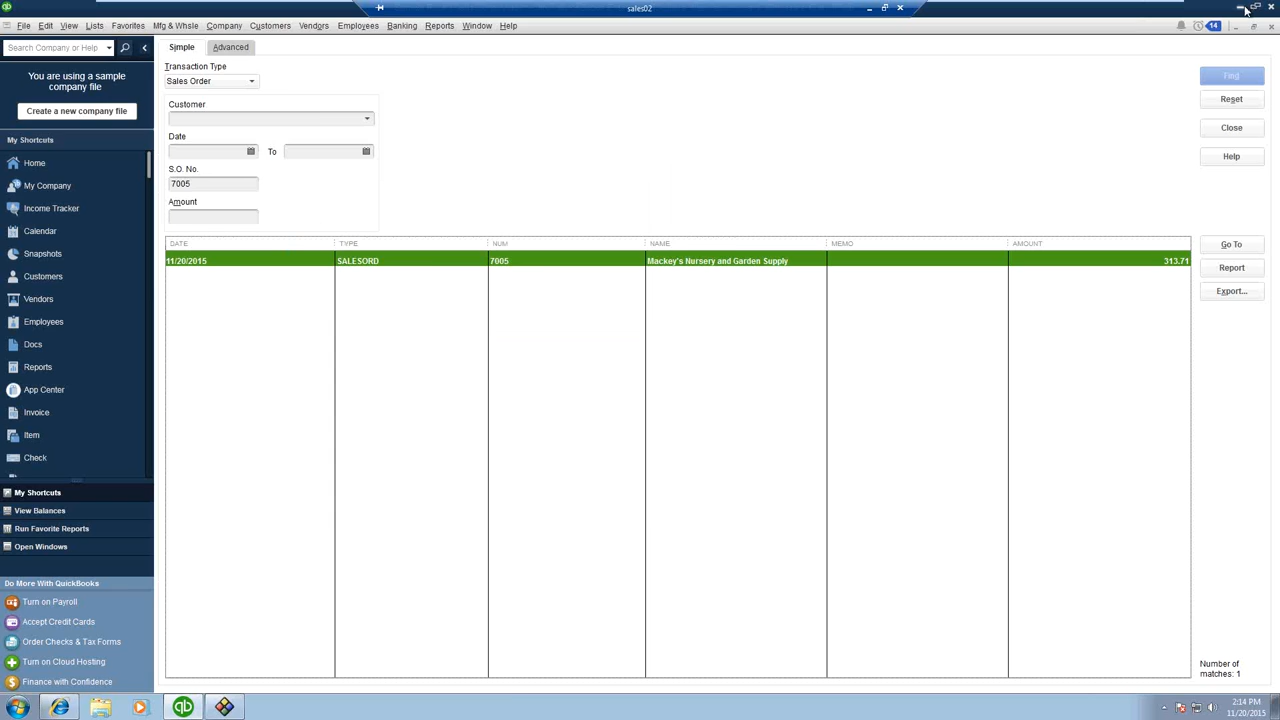 sales02
File Edit View Lists Favorites Mfg & Whsle Company Customers Vendors Employees Banking Reports Window Help
14
Search Company or Help
You are using a sample
company file
Create a new company file
My Shortcuts
Home
My Company
Income Tracker
Calendar
Snapshots
Customers
Vendors
Employees
Docs
Reports
App Center
Invoice
Item
Check
My Shortcuts
View Balances
Run Favorite Reports
Open Windows
Do More With QuickBooks
Turn on Payroll
Accept Credit Cards
Order Checks & Tax Forms
Turn on Cloud Hosting
Finance with Confidence
Simple Advanced
Transaction Type
Sales Order
Customer
Date
To
S.O. No.
7005
Amount
Find
Reset
Close
Help
DATE TYPE NUM NAME MEMO AMOUNT
11/20/2015 SALESORD 7005 Mackey's Nursery and Garden Supply 313.71
Go To
Report
Export...
Number of
matches: 1
qb
2:14 PM
11/20/2015